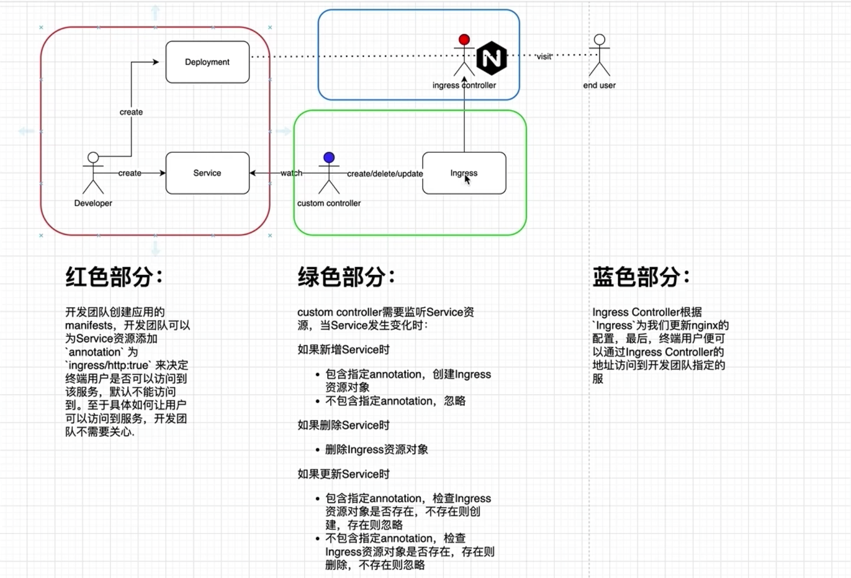 Deployment
N
visit
ingress controller
end user
create
create
Service
watch
create/delete/update
Ingress
Developer
custom controller
红色部分：
开发团队创建应用的
manifests，开发团队可以
为Service资源添加
`annotation` 为
`ingress/http:true` 来决定
终端用户是否可以访问到
该服务，默认不能访问
到。至于具体如何让用户
可以访问到服务，开发团
队不需要关心.
绿色部分：
custom controller需要监听Service资
源，当Service发生变化时：
如果新增Service时
• 包含指定annotation，创建Ingress
资源对象
• 不包含指定annotation，忽略
如果删除Service时
• 删除Ingress资源对象
如果更新Service时
• 包含指定annotation，检查Ingress
资源对象是否存在，不存在则创
建，存在则忽略
• 不包含指定annotation，检查
Ingress资源对象是否存在，存在则
删除，不存在则忽略
蓝色部分：
Ingress Controller根据
`Ingress`为我们更新nginx的
配置，最后，终端用户便可
以通过Ingress Controller的
地址访问到开发团队指定的
服